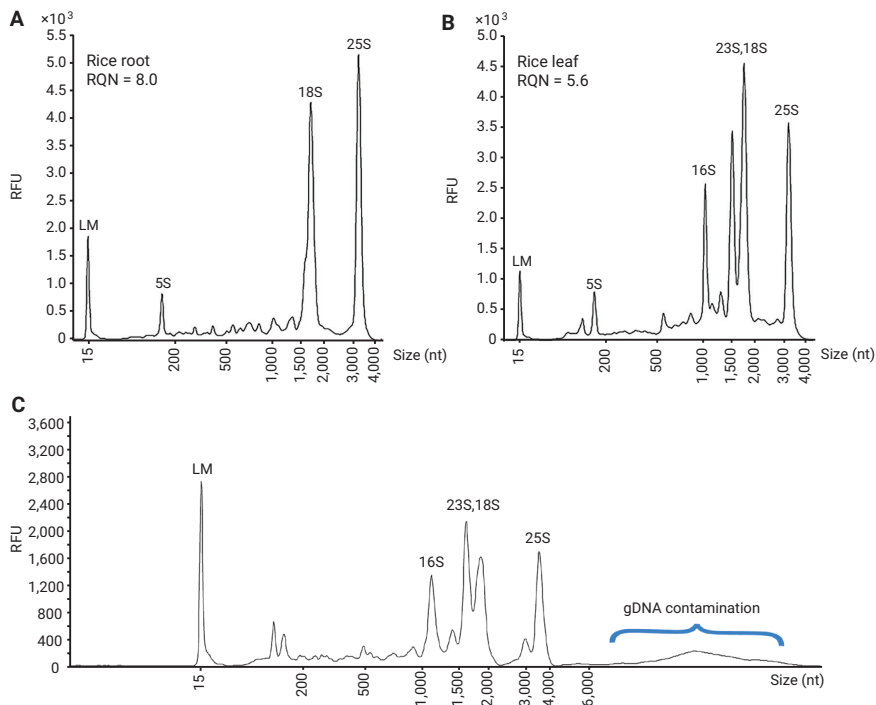 A
×10³
5.5
5.0
4.5
4.0
3.5
3.0
2.5
2.0
1.5
1.0
0.5
0
RFU
Rice root
RQN = 8.0
LM
5S
18S
25S
15
200
500
1,000
1,500
2,000
3,000
4,000
Size (nt)
B
×10³
5.0
4.5
4.0
3.5
3.0
2.5
2.0
1.5
1.0
0.5
0
RFU
Rice leaf
RQN = 5.6
LM
5S
16S
23S,18S
25S
15
200
500
1,000
1,500
2,000
3,000
4,000
Size (nt)
C
3,600
3,200
2,800
2,400
2,000
1,600
1,200
800
400
0
RFU
LM
16S
23S,18S
25S
gDNA contamination
15
200
500
1,000
1,500
2,000
3,000
4,000
6,000
Size (nt)